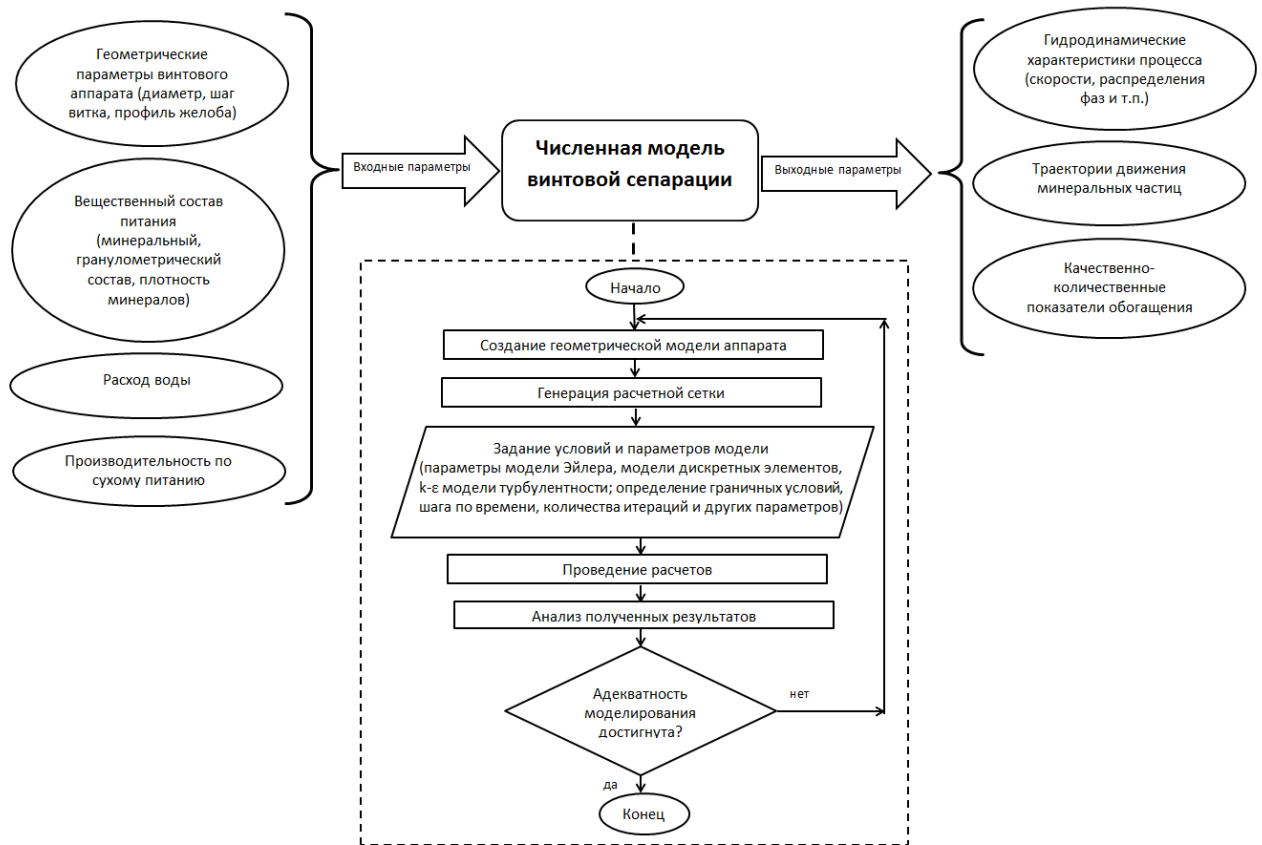 Геометрические
параметры винтового
аппарата (диаметр, шаг
витка, профиль желоба)
Вещественный состав
питания
(минеральный,
гранулометрический
состав, плотность
минералов)
Расход воды
Производительность по
сухому питанию
Входные параметры
Численная модель
винтовой сепарации
Выходные параметры
Гидродинамические
характеристики процесса
(скорости, распределения
фаз и т.п.)
Траектории движения
минеральных частиц
Качественно-
количественные
показатели обогащения
Начало
Создание геометрической модели аппарата
Генерация расчетной сетки
Задание условий и параметров модели
(параметры модели Эйлера, модели дискретных элементов,
k-ε модели турбулентности; определение граничных условий,
шага по времени, количества итераций и других параметров)
Проведение расчетов
Анализ полученных результатов
Адекватность
моделирования
достигнута?
нет
да
Конец